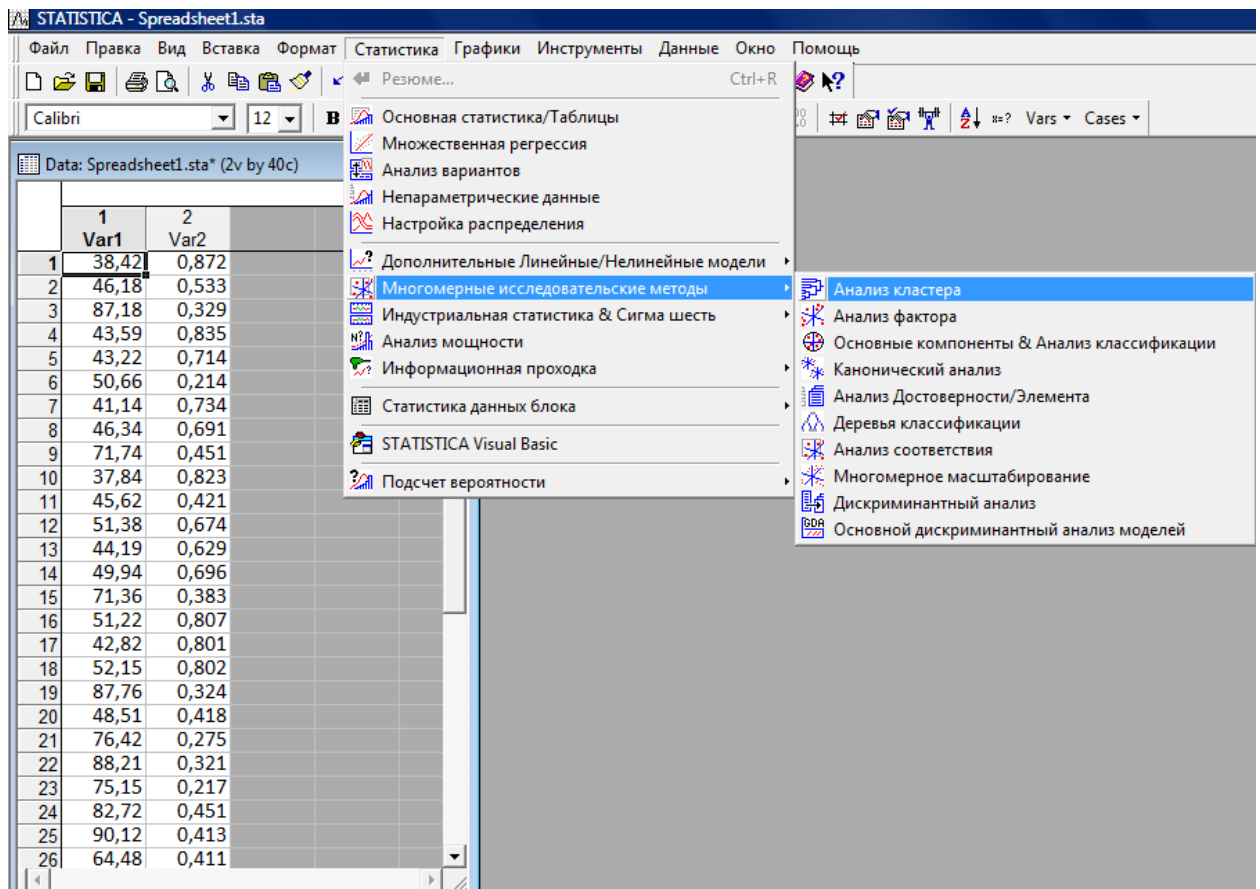 STATISTICA - Spreadsheet1.sta
Файл Правка Вид Вставка Формат Статистика Графики Инструменты Данные Окно Помощь
Резюме... Ctrl+R
Calibri 12 B x=? Vars Cases
Основная статистика/Таблицы
Множественная регрессия
Анализ вариантов
Непараметрические данные
Настройка распределения
Дополнительные Линейные/Нелинейные модели
Многомерные исследовательские методы
Индустриальная статистика & Сигма шесть
Анализ мощности
Информационная проходка
Статистика данных блока
STATISTICA Visual Basic
Подсчет вероятности
Анализ кластера
Анализ фактора
Основные компоненты & Анализ классификации
Канонический анализ
Анализ Достоверности/Элемента
Деревья классификации
Анализ соответствия
Многомерное масштабирование
Дискриминантный анализ
Основной дискриминантный анализ моделей
Data: Spreadsheet1.sta* (2v by 40c)
1 2
Var1 Var2
1 38,42 0,872
2 46,18 0,533
3 87,18 0,329
4 43,59 0,835
5 43,22 0,714
6 50,66 0,214
7 41,14 0,734
8 46,34 0,691
9 71,74 0,451
10 37,84 0,823
11 45,62 0,421
12 51,38 0,674
13 44,19 0,629
14 49,94 0,696
15 71,36 0,383
16 51,22 0,807
17 42,82 0,801
18 52,15 0,802
19 87,76 0,324
20 48,51 0,418
21 76,42 0,275
22 88,21 0,321
23 75,15 0,217
24 82,72 0,451
25 90,12 0,413
26 64,48 0,411